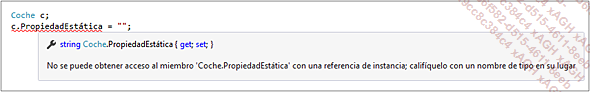 Coche c;
c.PropiedadEstática = "";
string Coche.PropiedadEstática { get; set; }
No se puede obtener acceso al miembro 'Coche.PropiedadEstática' con una referencia de instancia; califíquelo con un nombre de tipo en su lugar